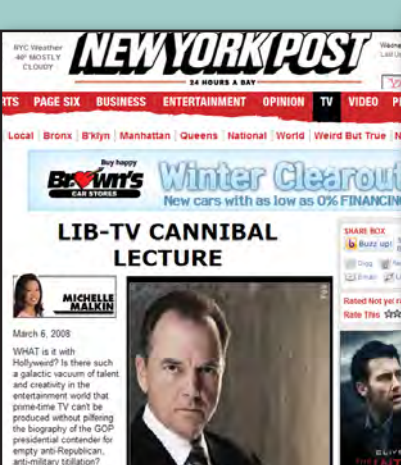 NYC Weather
40° MOSTLY
CLOUDY
NEW YORK POST
24 HOURS A DAY
PAGE SIX BUSINESS ENTERTAINMENT OPINION TV VIDEO
Local Bronx B'klyn Manhattan Queens National World Weird But True
Buy happy
Brown's
CAR STORES
Winter Clearout
New cars with as low as 0% FINANCING
LIB-TV CANNIBAL
LECTURE
SHARE BOX
Buzz up!
Digg
Email
MICHELLE
MALKIN
Rated Not yet
Rate This
March 6, 2008
WHAT is it with
Hollyweird? Is there such
a galactic vacuum of talent
and creativity in the
entertainment world that
prime-time TV can't be
produced without pilfering
the biography of the GOP
presidential contender for
empty anti-Republican,
anti-military titillation?
FOX